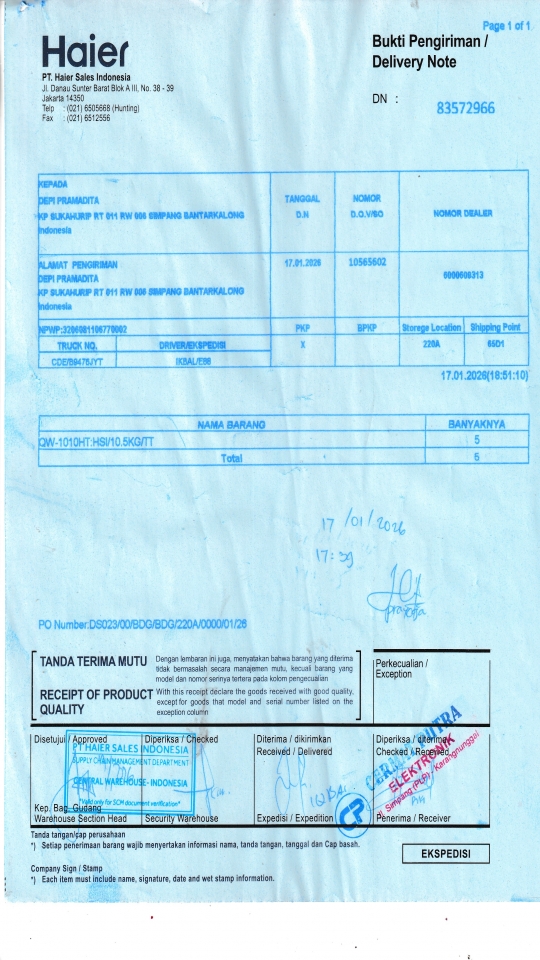 Page 1 of 1
Haier
Bukti Pengiriman /
Delivery Note
PT. Haier Sales Indonesia
Jl. Danau Sunter Barat Blok A III, No. 38 - 39
Jakarta 14350
Telp : (021) 6505668 (Hunting)
Fax : (021) 6512556
DN : 83572966
KEPADA
DEPI PRAMADITA
KP SUKAHURIP RT 011 RW 006 SIMPANG BANTARKALONG
Indonesia
TANGGAL
D.N
NOMOR
D.O./SO
NOMOR DEALER
ALAMAT PENGIRIMAN
DEPI PRAMADITA
KP SUKAHURIP RT 011 RW 006 SIMPANG BANTARKALONG
Indonesia
17.01.2026
10565602
NPWP:3206081106770002
PKP
BPKP
Storege Location
Shipping Point
TRUCK NO.
DRIVER/EKSPEDISI
X
220A
65D1
17.01.2026(18:51:10)
NAMA BARANG
BANYAKNYA
QW-1010HT:HSI/10.5KG/TT
5
Total
5
17/01/2026
17:39
PO Number:DS023/00/BDG/BDG/220A/0000/01/26
TANDA TERIMA MUTU
Dengan lembaran ini juga, menyatakan bahwa barang yang diterima
tidak bermasalah secara manajemen mutu, kecuali barang yang
model dan nomor serinya tertera pada kolom pengecualian
RECEIPT OF PRODUCT
QUALITY
With this receipt declare the goods received with good quality,
except for goods that model and serial number listed on the
exception column
Perkecualian /
Exception
Disetujui / Approved
Diperiksa / Checked
Diterima / dikirimkan
Received / Delivered
Diperiksa / diterima
Checked / Received
PT HAIER SALES INDONESIA
SUPPLY CHAIN MANAGEMENT DEPARTMENT
CENTRAL WAREHOUSE- INDONESIA
*Valid only for SCM document verification*
IQBAL
CP
PUTRA
ELEKTRONIK
Simpang (PLP) / Karangnunggal
Kep. Bag. Gudang
Warehouse Section Head
Security Warehouse
Expedisi / Expedition
Penerima / Receiver
Tanda tangan/cap perusahaan
*) Setiap penerimaan barang wajib menyertakan informasi nama, tanda tangan, tanggal dan Cap basah.
EKSPEDISI
Company Sign / Stamp
*) Each item must include name, signature, date and wet stamp information.